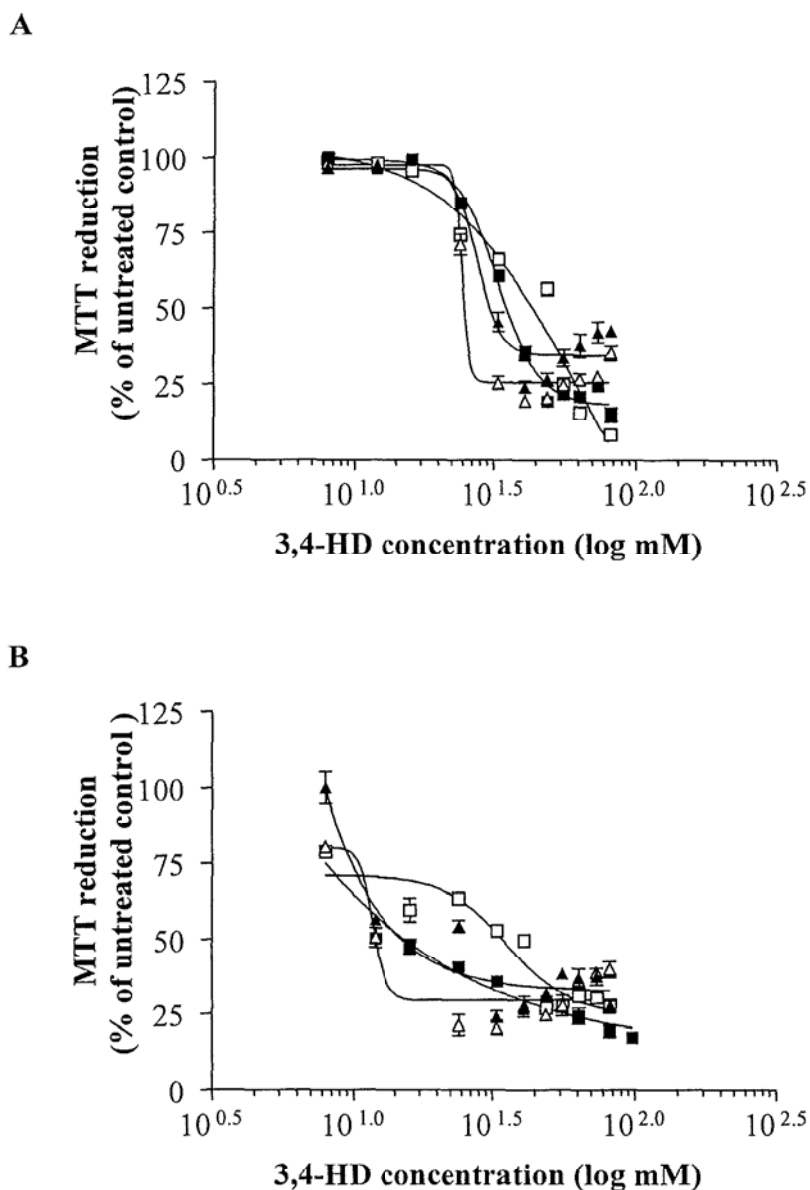 A
125
100
75
50
25
0
MTT reduction
(% of untreated control)
10^0.5 10^1.0 10^1.5 10^2.0 10^2.5
3,4-HD concentration (log mM)
B
125
100
75
50
25
0
MTT reduction
(% of untreated control )
10^0.5 10^1.0 10^1.5 10^2.0 10^2.5
3,4-HD concentration (log mM)